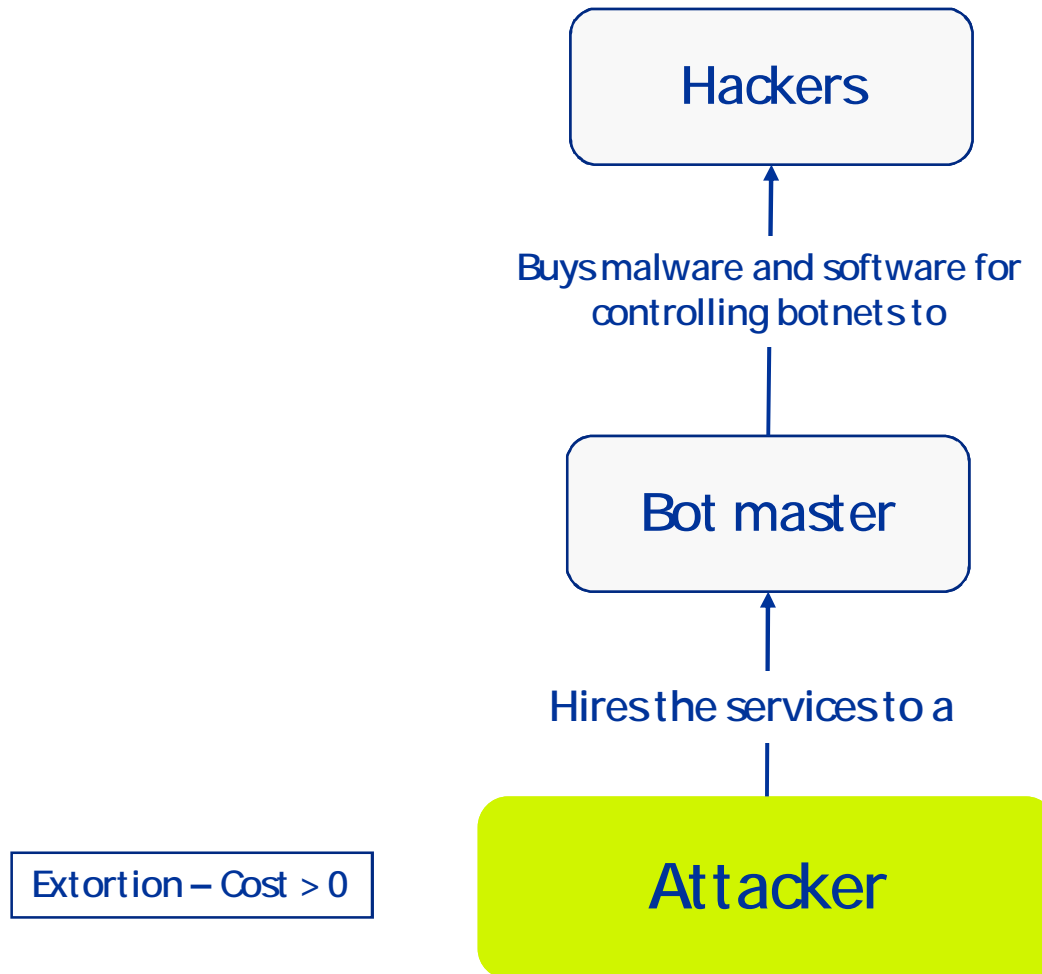 Hackers
Buys malware and software for
controlling botnets to
Bot master
Hires the services to a
Extortion – Cost > 0
Attacker